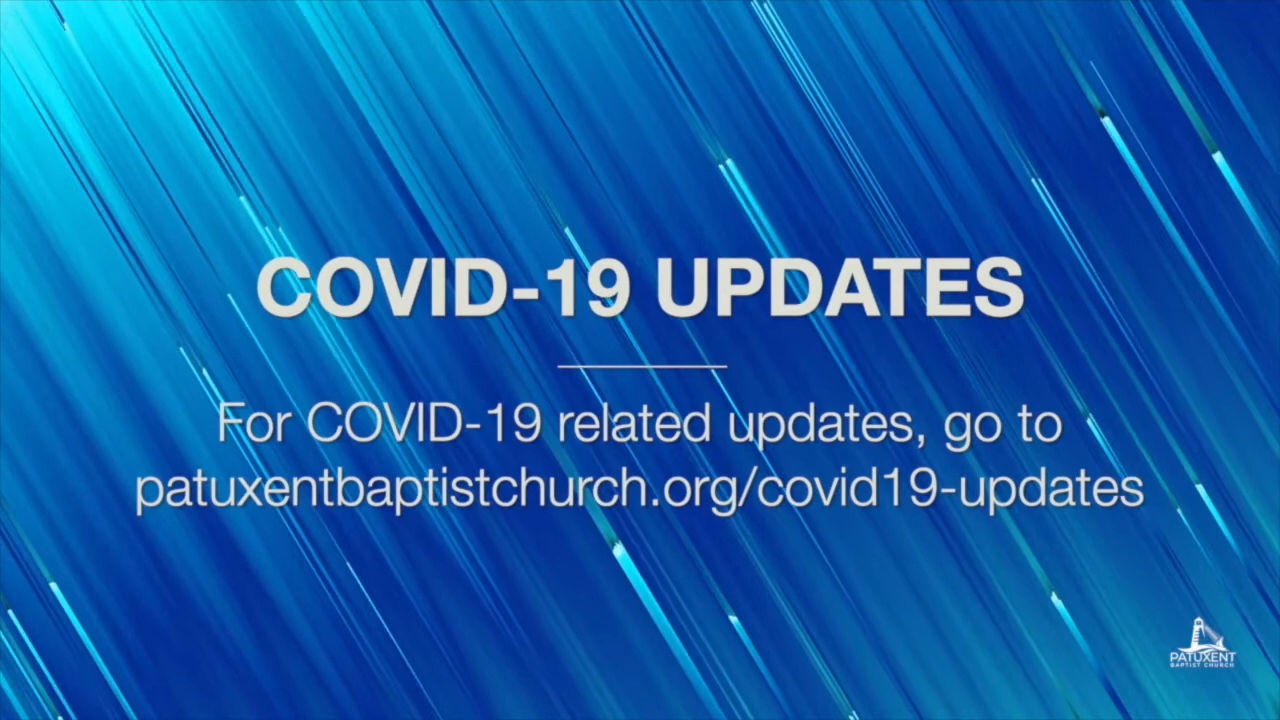 COVID-19 UPDATES
For COVID-19 related updates, go to
patuxentbaptistchurch.org/covid19-updates
PATUXENT
BAPTIST CHURCH